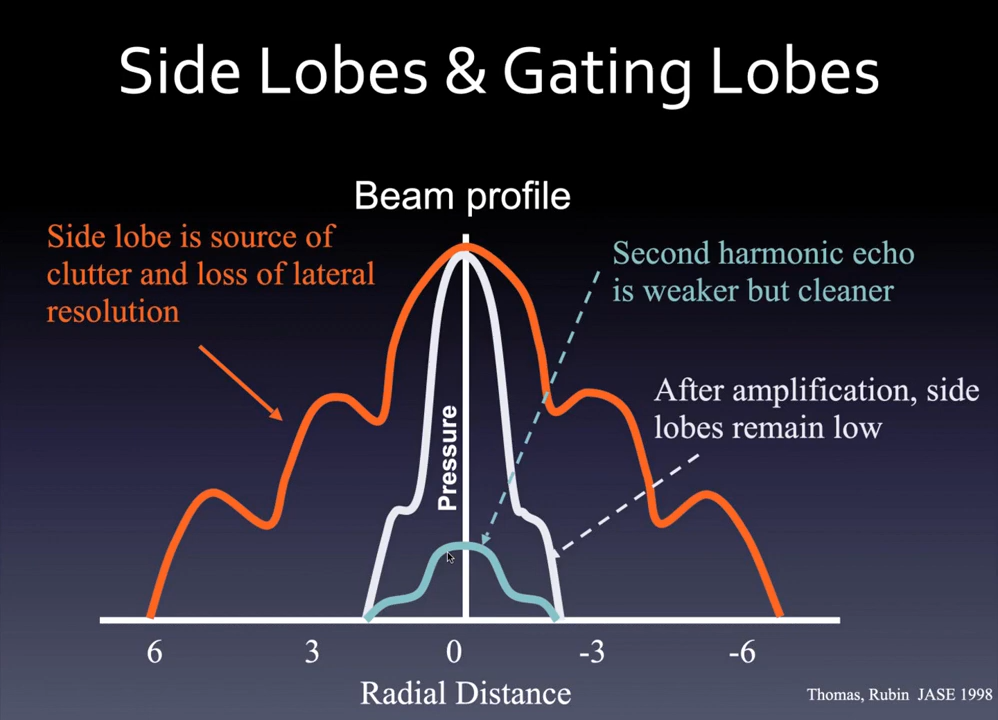 Side Lobes & Gating Lobes
Beam profile
Side lobe is source of
clutter and loss of lateral
resolution
Second harmonic echo
is weaker but cleaner
After amplification, side
lobes remain low
Pressure
6 3 0 -3 -6
Radial Distance
Thomas, Rubin JASE 1998